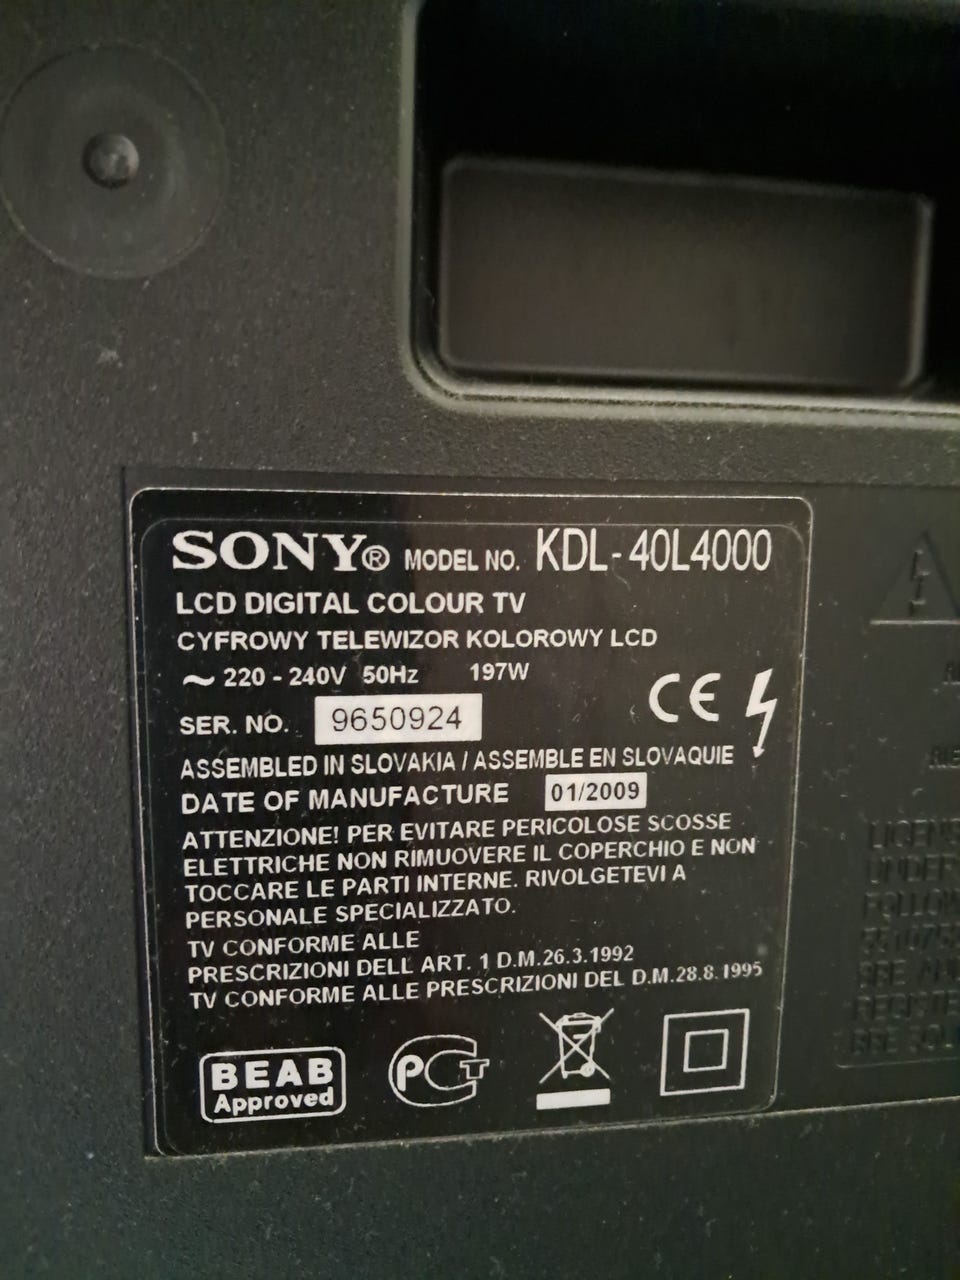 SONY® MODEL NO. KDL-40L4000
LCD DIGITAL COLOUR TV
CYFROWY TELEWIZOR KOLOROWY LCD
~ 220 - 240V 50Hz 197W
SER. NO. 9650924
CE
ASSEMBLED IN SLOVAKIA / ASSEMBLE EN SLOVAQUIE
DATE OF MANUFACTURE 01/2009
ATTENZIONE! PER EVITARE PERICOLOSE SCOSSE
ELETTRICHE NON RIMUOVERE IL COPERCHIO E NON
TOCCARE LE PARTI INTERNE. RIVOLGETEVI A
PERSONALE SPECIALIZZATO.
TV CONFORME ALLE
PRESCRIZIONI DELL ART. 1 D.M.26.3.1992
TV CONFORME ALLE PRESCRIZIONI DEL D.M.28.8.1995
BEAB
Approved
PCT
UNDER